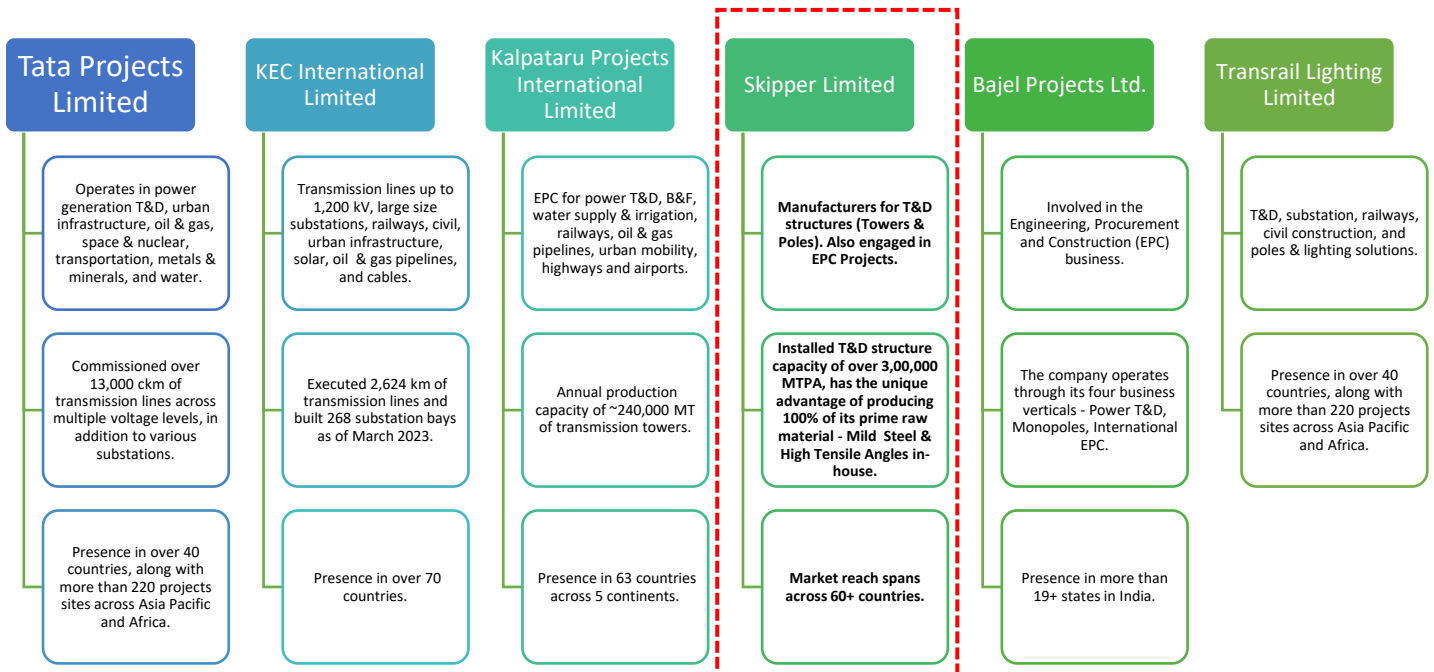 Tata Projects
Limited
Operates in power
generation T&D, urban
infrastructure, oil & gas,
space & nuclear,
transportation, metals &
minerals, and water.
Commissioned over
13,000 ckm of
transmission lines across
multiple voltage levels, in
addition to various
substations.
Presence in over 40
countries, along with
more than 220 projects
sites across Asia Pacific
and Africa.
KEC International
Limited
Transmission lines up to
1,200 kV, large size
substations, railways, civil,
urban infrastructure,
solar, oil & gas pipelines,
and cables.
Executed 2,624 km of
transmission lines and
built 268 substation bays
as of March 2023.
Presence in over 70
countries.
Kalpataru Projects
International
Limited
EPC for power T&D, B&F,
water supply & irrigation,
railways, oil & gas
pipelines, urban mobility,
highways and airports.
Annual production
capacity of ~240,000 MT
of transmission towers.
Presence in 63 countries
across 5 continents.
Skipper Limited
Manufacturers for T&D
structures (Towers &
Poles). Also engaged in
EPC Projects.
Installed T&D structure
capacity of over 3,00,000
MTPA, has the unique
advantage of producing
100% of its prime raw
material - Mild Steel &
High Tensile Angles in-
house.
Market reach spans
across 60+ countries.
Bajel Projects Ltd.
Involved in the
Engineering, Procurement
and Construction (EPC)
business.
The company operates
through its four business
verticals - Power T&D,
Monopoles, International
EPC.
Presence in more than
19+ states in India.
Transrail Lighting
Limited
T&D, substation, railways,
civil construction, and
poles & lighting solutions.
Presence in over 40
countries, along with
more than 220 projects
sites across Asia Pacific
and Africa.